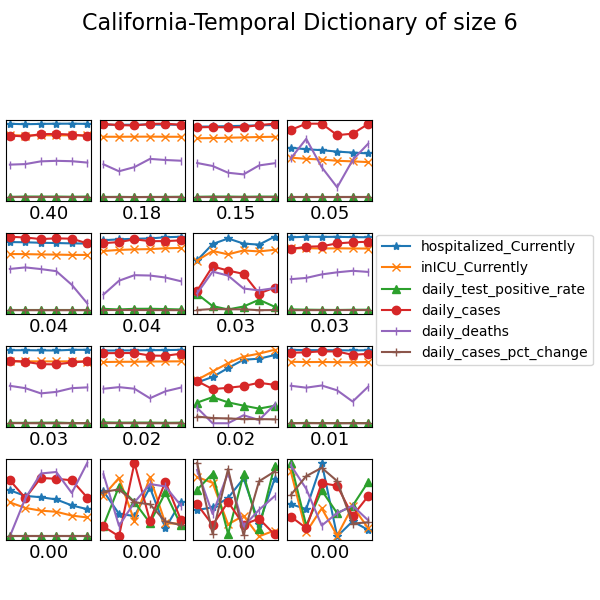 California-Temporal Dictionary of size 6
0.40 0.18 0.15 0.05
0.04 0.04 0.03 0.03
hospitalized_Currently
inICU_Currently
daily_test_positive_rate
daily_cases
daily_deaths
daily_cases_pct_change
0.03 0.02 0.02 0.01
0.00 0.00 0.00 0.00